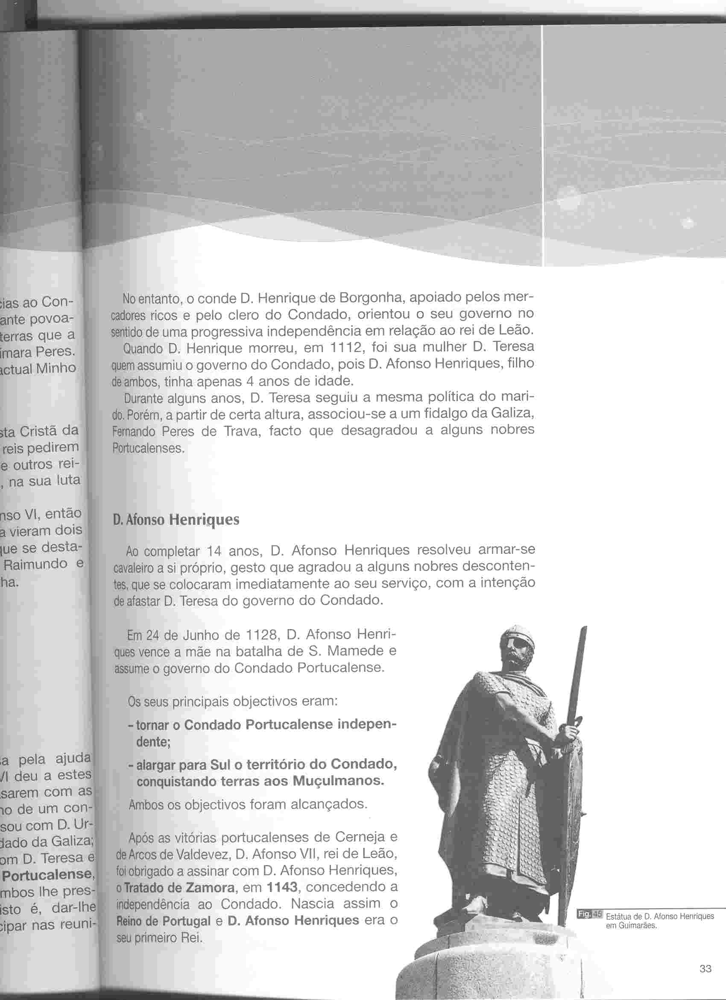 ias ao Con-
ante povoa-
terras que a
ímara Peres.
actual Minho
sta Cristã da
reis pedirem
e outros rei-
, na sua luta
nso VI, então
a vieram dois
que se desta-
Raimundo e
ha.
a pela ajuda
VI deu a estes
sarem com as
no de um con-
sou com D. Ur-
dado da Galiza;
om D. Teresa e
Portucalense,
mbos lhe pres-
isto é, dar-lhe
cipar nas reuni-
No entanto, o conde D. Henrique de Borgonha, apoiado pelos mer-
cadores ricos e pelo clero do Condado, orientou o seu governo no
sentido de uma progressiva independência em relação ao rei de Leão.
Quando D. Henrique morreu, em 1112, foi sua mulher D. Teresa
quem assumiu o governo do Condado, pois D. Afonso Henriques, filho
de ambos, tinha apenas 4 anos de idade.
Durante alguns anos, D. Teresa seguiu a mesma política do mari-
do. Porém, a partir de certa altura, associou-se a um fidalgo da Galiza,
Fernando Peres de Trava, facto que desagradou a alguns nobres
Portucalenses.
D. Afonso Henriques
Ao completar 14 anos, D. Afonso Henriques resolveu armar-se
cavaleiro a si próprio, gesto que agradou a alguns nobres desconten-
tes, que se colocaram imediatamente ao seu serviço, com a intenção
de afastar D. Teresa do governo do Condado.
Em 24 de Junho de 1128, D. Afonso Henri-
ques vence a mãe na batalha de S. Mamede e
assume o governo do Condado Portucalense.
Os seus principais objectivos eram:
- tornar o Condado Portucalense indepen-
dente;
- alargar para Sul o território do Condado,
conquistando terras aos Muçulmanos.
Ambos os objectivos foram alcançados.
Após as vitórias portucalenses de Cerneja e
de Arcos de Valdevez, D. Afonso VII, rei de Leão,
foi obrigado a assinar com D. Afonso Henriques,
o Tratado de Zamora, em 1143, concedendo a
independência ao Condado. Nascia assim o
Reino de Portugal e D. Afonso Henriques era o
seu primeiro Rei.
Fig. 45 Estátua de D. Afonso Henriques
em Guimarães.
33